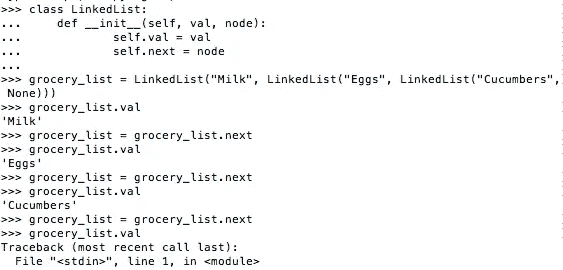 >>> class LinkedList:
...     def __init__(self, val, node):
...             self.val = val
...             self.next = node
...
>>> grocery_list = LinkedList("Milk", LinkedList("Eggs", LinkedList("Cucumbers",
 None)))
>>> grocery_list.val
'Milk'
>>> grocery_list = grocery_list.next
>>> grocery_list.val
'Eggs'
>>> grocery_list = grocery_list.next
>>> grocery_list.val
'Cucumbers'
>>> grocery_list = grocery_list.next
>>> grocery_list.val
Traceback (most recent call last):
  File "<stdin>", line 1, in <module>